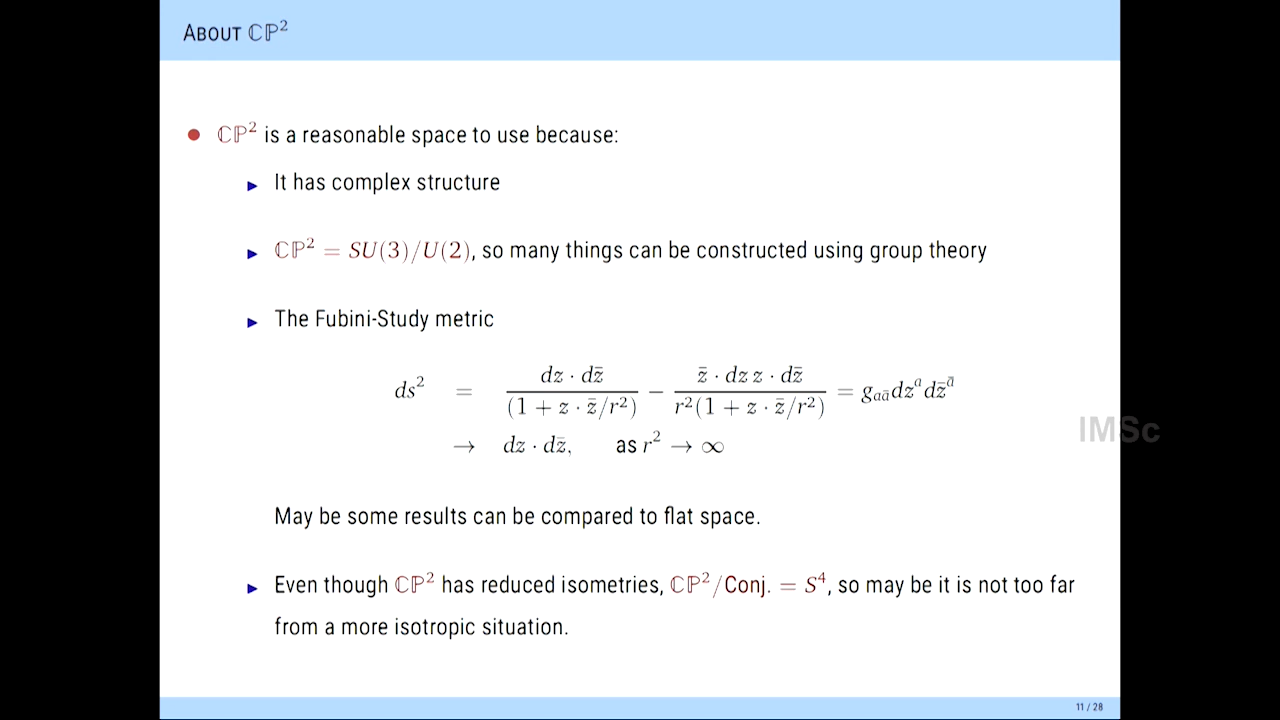 ABOUT ℂℙ²
● ℂℙ² is a reasonable space to use because:
▶ It has complex structure
▶ ℂℙ² = SU(3)/U(2), so many things can be constructed using group theory
▶ The Fubini-Study metric
ds² = dz · dz̄ / (1 + z · z̄/r²) − z̄ · dz z · dz̄ / r²(1 + z · z̄/r²) = g_{aā}dz^a dz̄^ā
→ dz · dz̄, as r² → ∞
IMSc
May be some results can be compared to flat space.
▶ Even though ℂℙ² has reduced isometries, ℂℙ²/Conj. = S⁴, so may be it is not too far
from a more isotropic situation.
11 / 28